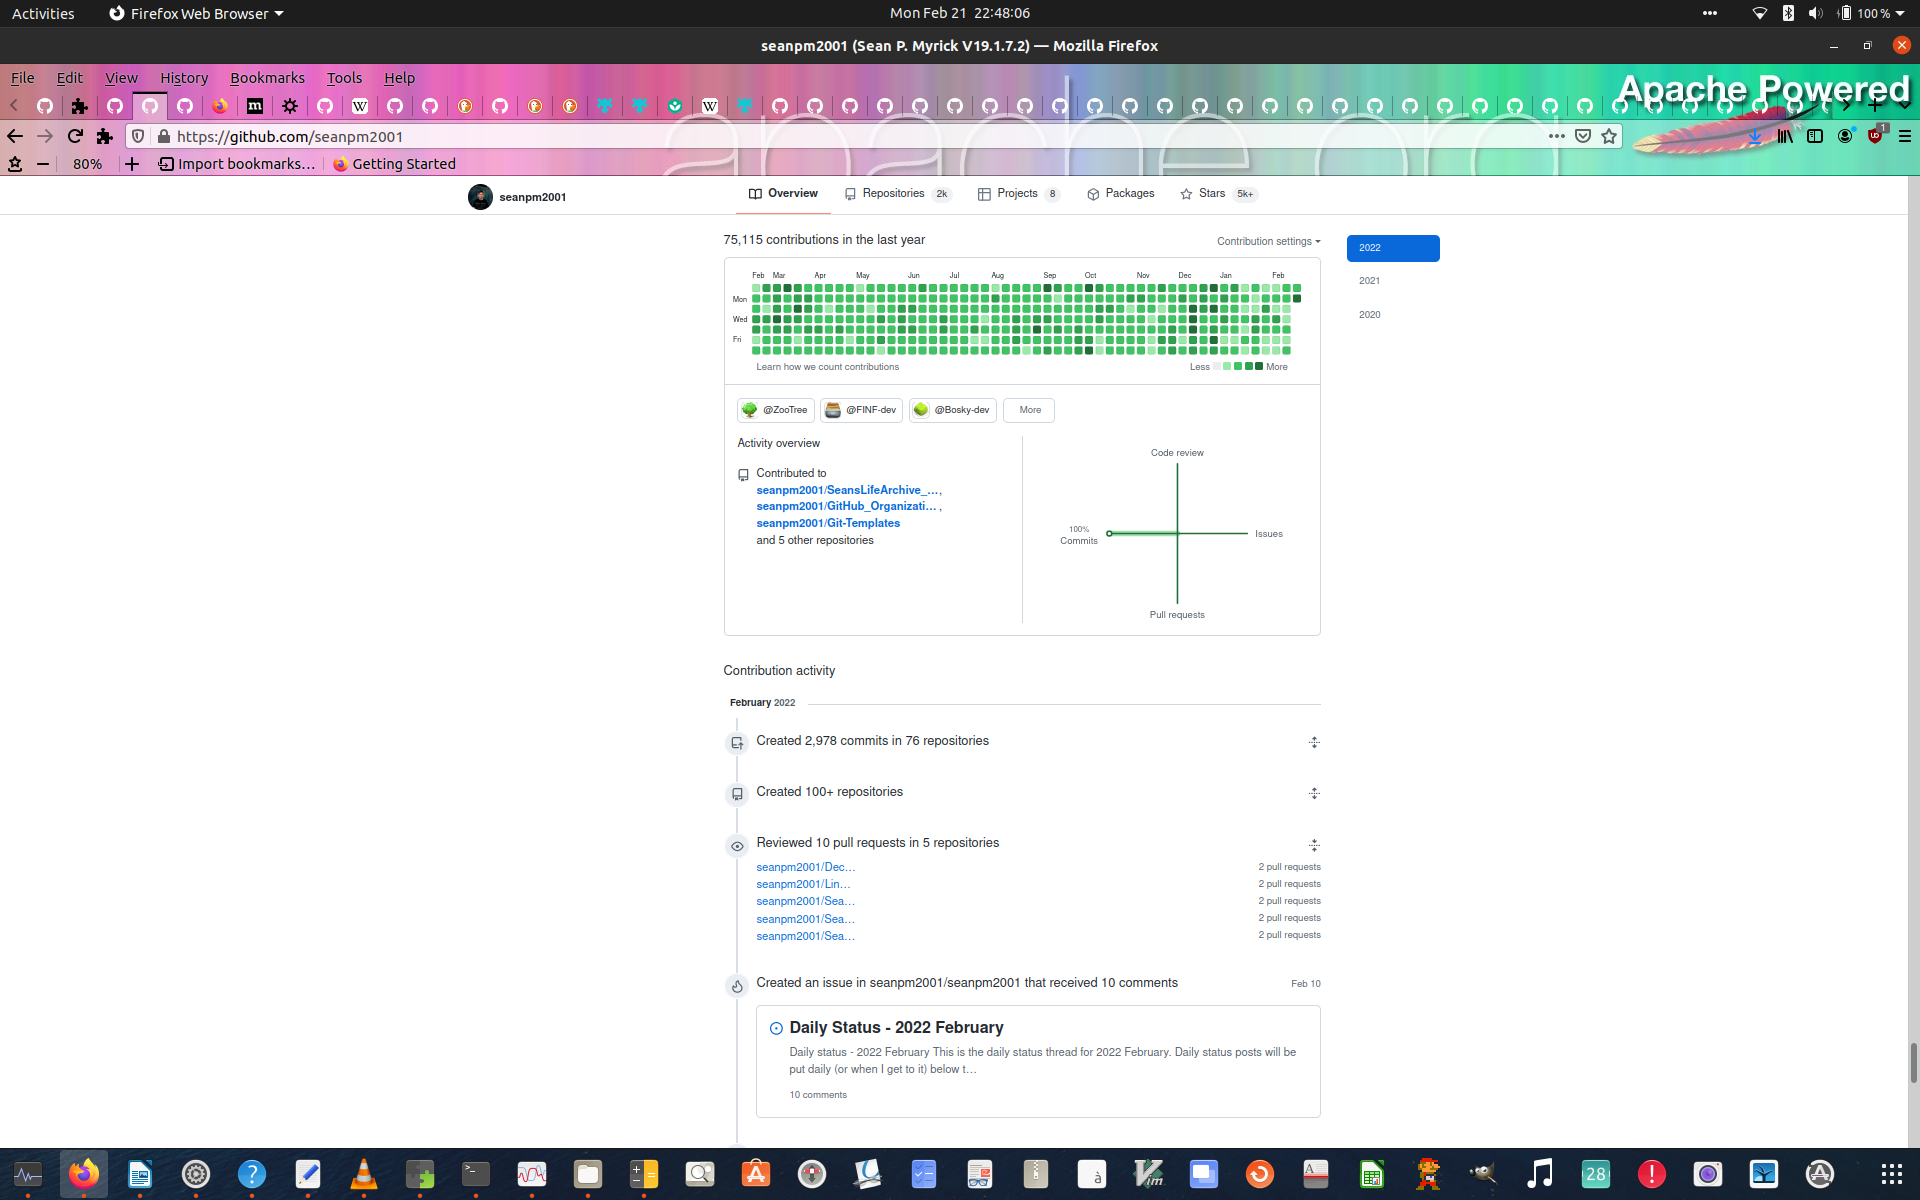 Activities
Firefox Web Browser
Mon Feb 21 22:48:06
100 %
seanpm2001 (Sean P. Myrick V19.1.7.2) — Mozilla Firefox
File Edit View History Bookmarks Tools Help
Apache Powered
https://github.com/seanpm2001
apache org
80%
Import bookmarks...
Getting Started
seanpm2001
Overview
Repositories 2k
Projects 8
Packages
Stars 5k+
75,115 contributions in the last year
Contribution settings
2022
2021
2020
Feb Mar Apr May Jun Jul Aug Sep Oct Nov Dec Jan Feb
Mon
Wed
Fri
Learn how we count contributions
Less
More
@ZooTree
@FINF-dev
@Bosky-dev
More
Activity overview
Contributed to
seanpm2001/SeansLifeArchive_…,
seanpm2001/GitHub_Organizati… ,
seanpm2001/Git-Templates
and 5 other repositories
Code review
100%
Commits
Issues
Pull requests
Contribution activity
February 2022
Created 2,978 commits in 76 repositories
Created 100+ repositories
Reviewed 10 pull requests in 5 repositories
seanpm2001/Dec… 2 pull requests
seanpm2001/Lin… 2 pull requests
seanpm2001/Sea… 2 pull requests
seanpm2001/Sea… 2 pull requests
seanpm2001/Sea… 2 pull requests
Created an issue in seanpm2001/seanpm2001 that received 10 comments
Feb 10
Daily Status - 2022 February
Daily status - 2022 February This is the daily status thread for 2022 February. Daily status posts will be
put daily (or when I get to it) below t…
10 comments
28